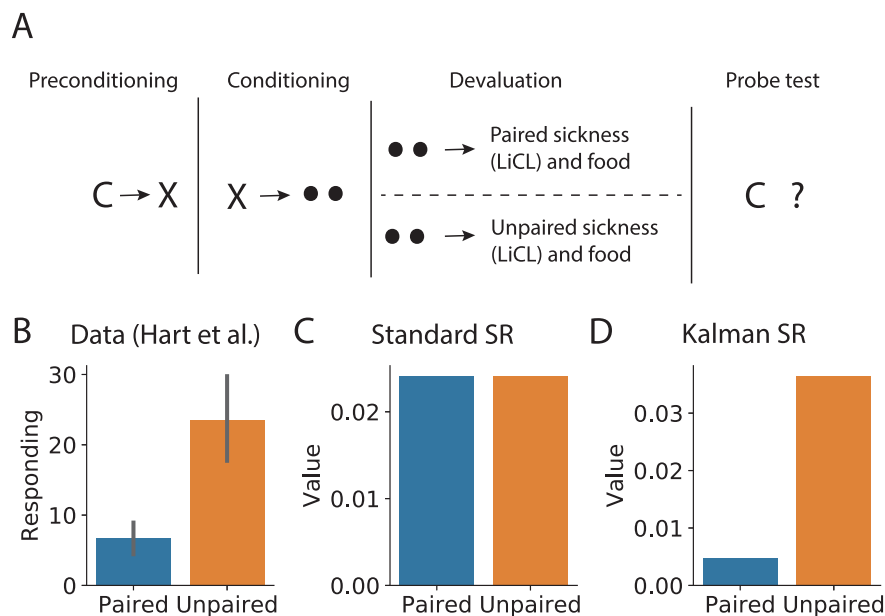 A
Preconditioning Conditioning Devaluation Probe test
C → X
X →
→ Paired sickness
(LiCL) and food
→ Unpaired sickness
(LiCL) and food
C ?
B Data (Hart et al.)
30
20
10
0
Responding
Paired Unpaired
C Standard SR
0.02
0.01
0.00
Value
Paired Unpaired
D Kalman SR
0.03
0.02
0.01
0.00
Value
Paired Unpaired